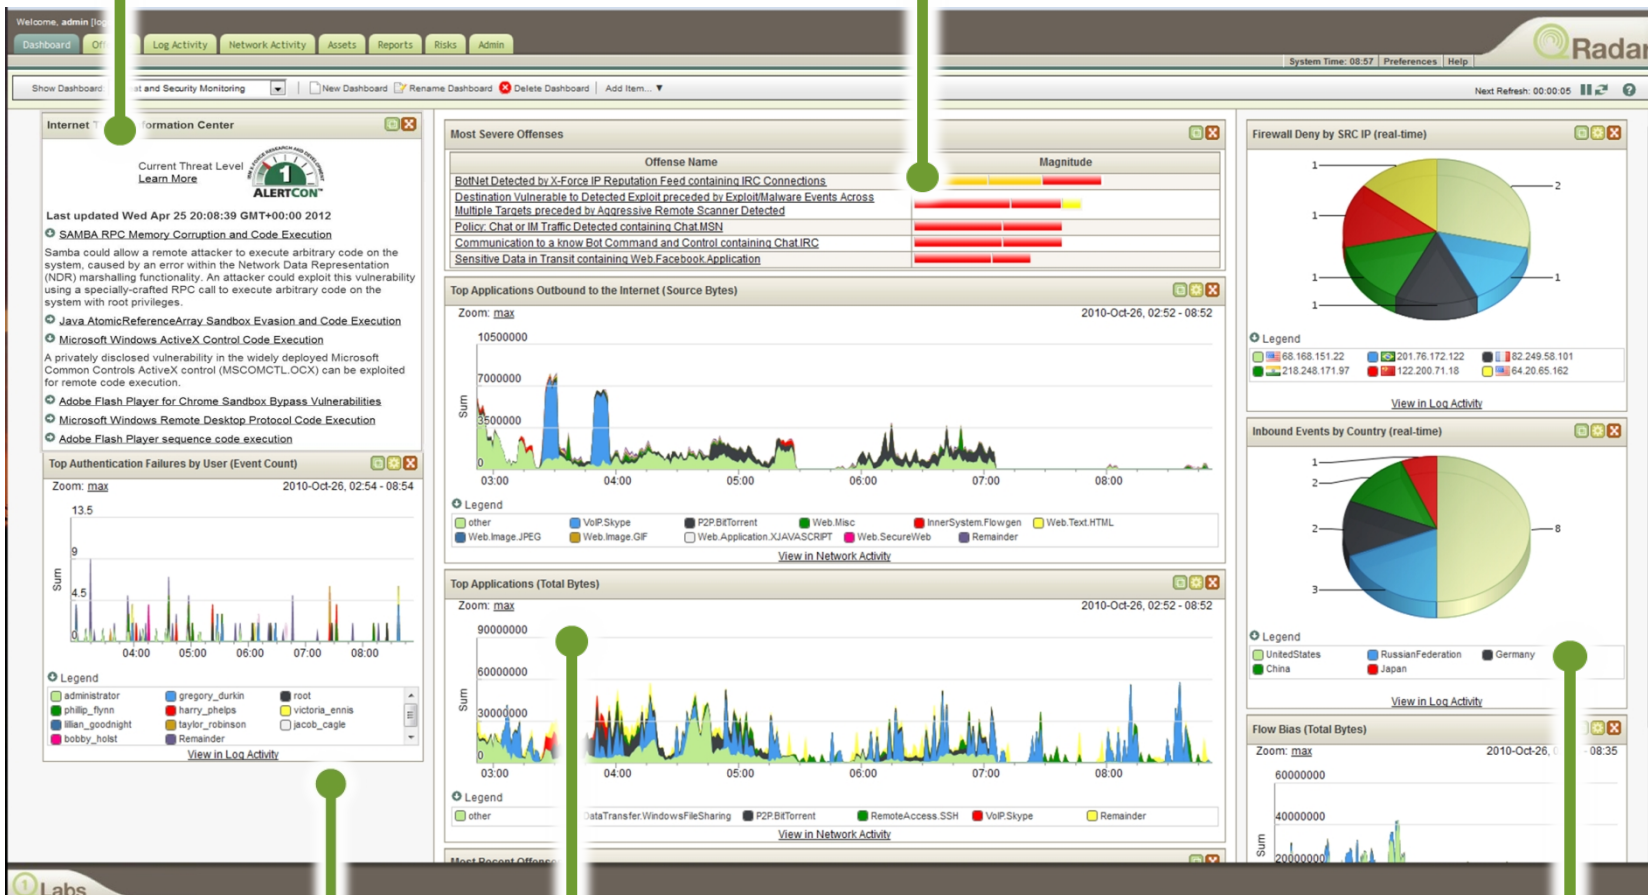 Welcome, admin
Dashboard Log Activity Network Activity Assets Reports Risks Admin
Radar
System Time: 08:57 Preferences Help
Show Dashboard and Security Monitoring New Dashboard Rename Dashboard Delete Dashboard Add Item... ▼
Next Refresh: 00:00:05
Internet Information Center
Current Threat Level
Learn More
1
ALERTCON™
Last updated Wed Apr 25 20:08:39 GMT+00:00 2012
SAMBA RPC Memory Corruption and Code Execution
Samba could allow a remote attacker to execute arbitrary code on the
system, caused by an error within the Network Data Representation
(NDR) marshalling functionality. An attacker could exploit this vulnerability
using a specially-crafted RPC call to execute arbitrary code on the
system with root privileges.
Java AtomicReferenceArray Sandbox Evasion and Code Execution
Microsoft Windows ActiveX Control Code Execution
A privately disclosed vulnerability in the widely deployed Microsoft
Common Controls ActiveX control (MSCOMCTL.OCX) can be exploited
for remote code execution.
Adobe Flash Player for Chrome Sandbox Bypass Vulnerabilities
Microsoft Windows Remote Desktop Protocol Code Execution
Adobe Flash Player sequence code execution
Top Authentication Failures by User (Event Count)
Zoom: max 2010-Oct-26, 02:54 - 08:54
13.5
9
4.5
0
Sum
04:00 05:00 06:00 07:00 08:00
Legend
administrator gregory_durkin root
phillip_flynn harry_phelps victoria_ennis
lillian_goodnight taylor_robinson jacob_cagle
bobby_holst Remainder
View in Log Activity
Most Severe Offenses
Offense Name Magnitude
BotNet Detected by X-Force IP Reputation Feed containing IRC Connections
Destination Vulnerable to Detected Exploit preceded by Exploit/Malware Events Across
Multiple Targets preceded by Aggressive Remote Scanner Detected
Policy: Chat or IM Traffic Detected containing Chat.MSN
Communication to a know Bot Command and Control containing Chat.IRC
Sensitive Data in Transit containing Web.Facebook.Application
Top Applications Outbound to the Internet (Source Bytes)
Zoom: max 2010-Oct-26, 02:52 - 08:52
10500000
7000000
3500000
0
Sum
03:00 04:00 05:00 06:00 07:00 08:00
Legend
other VoIP.Skype P2P.BitTorrent Web.Misc InnerSystem.Flowgen Web.Text.HTML
Web.Image.JPEG Web.Image.GIF Web.Application.XJAVASCRIPT Web.SecureWeb Remainder
View in Network Activity
Top Applications (Total Bytes)
Zoom: max 2010-Oct-26, 02:52 - 08:52
90000000
60000000
30000000
0
Sum
03:00 04:00 05:00 06:00 07:00 08:00
Legend
other DataTransfer.WindowsFileSharing P2P.BitTorrent RemoteAccess.SSH VoIP.Skype Remainder
View in Network Activity
Most Recent Offenses
Firewall Deny by SRC IP (real-time)
1
2
1
1
1
1
Legend
68.168.151.22 201.76.172.122 82.249.58.101
218.248.171.97 122.200.71.18 64.20.65.162
View in Log Activity
Inbound Events by Country (real-time)
1
2
2
8
3
Legend
UnitedStates RussianFederation Germany
China Japan
View in Log Activity
Flow Bias (Total Bytes)
Zoom: max 2010-Oct-26, - 08:35
60000000
40000000
20000000
Sum
Labs